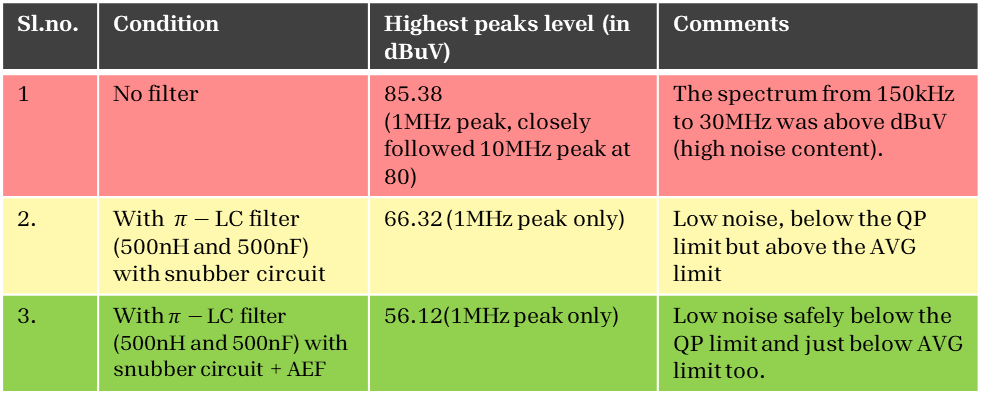 Sl.no.
Condition
Highest peaks level (in
dBuV)
Comments
1
No filter
85.38
(1MHz peak, closely
followed 10MHz peak at
80)
The spectrum from 150kHz
to 30MHz was above dBuV
(high noise content).
2.
With π – LC filter
(500nH and 500nF)
with snubber circuit
66.32 (1MHz peak only)
Low noise, below the QP
limit but above the AVG
limit
3.
With π – LC filter
(500nH and 500nF) with
snubber circuit + AEF
56.12(1MHz peak only)
Low noise safely below the
QP limit and just below AVG
limit too.